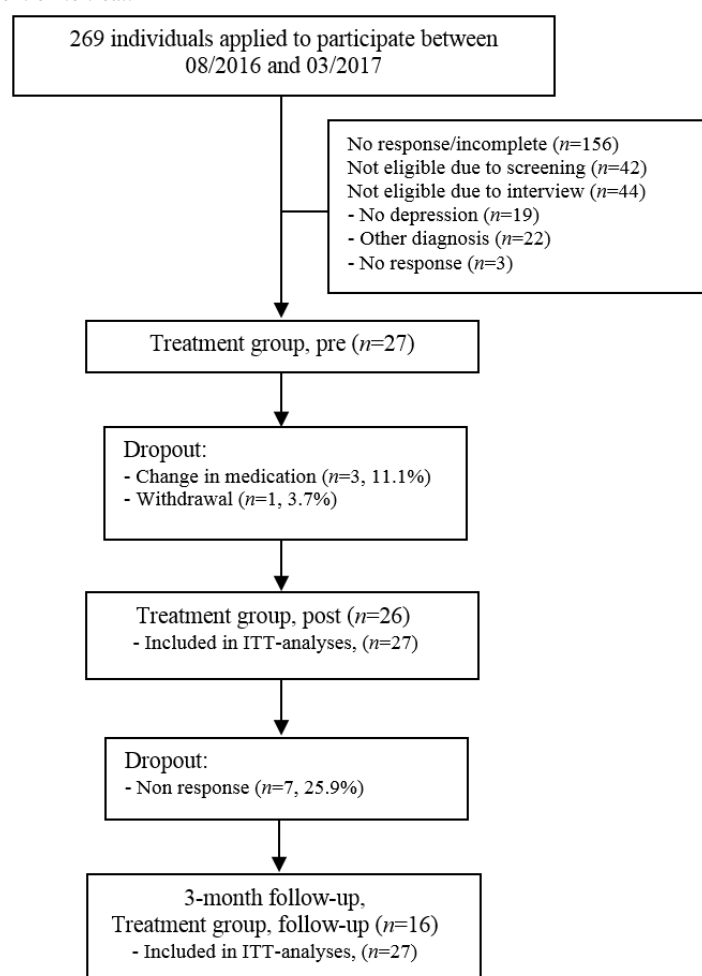 269 individuals applied to participate between
08/2016 and 03/2017
No response/incomplete (n=156)
Not eligible due to screening (n=42)
Not eligible due to interview (n=44)
- No depression (n=19)
- Other diagnosis (n=22)
- No response (n=3)
Treatment group, pre (n=27)
Dropout:
- Change in medication (n=3, 11.1%)
- Withdrawal (n=1, 3.7%)
Treatment group, post (n=26)
- Included in ITT-analyses, (n=27)
Dropout:
- Non response (n=7, 25.9%)
3-month follow-up,
Treatment group, follow-up (n=16)
- Included in ITT-analyses, (n=27)